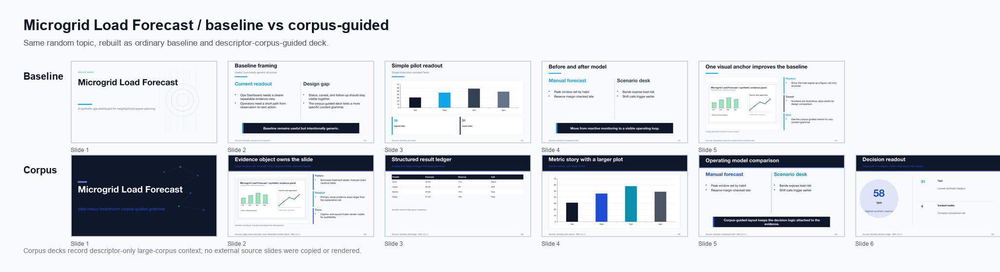 Microgrid Load Forecast / baseline vs corpus-guided
Same random topic, rebuilt as ordinary baseline and descriptor-corpus-guided deck.
Baseline
POLICY BRIEF
Microgrid Load Forecast
A synthetic ops dashboard for neighborhood power planning
Slide 1
Baseline framing
Useful, but mostly generic structure
Current readout
• Ops Dashboard needs a clearer
repeatable evidence view.
• Operators need a short path from
observation to next action.
Design gap
• Status, caveat, and follow-up should stay
visible together.
• The corpus-guided deck tests a more
specific content grammar.
Baseline remains useful but intentionally generic.
Sources: Synthetic scenario for comparison
2/5
Slide 2
Simple pilot readout
Single chart plus compact facts
70
60
50
40
30
20
10
0
7am 10am 1pm 4pm
58
highest index
31
lowest index
Sources: Synthetic pilot table
3/5
Slide 3
Before and after model
Manual forecast
• Peak window set by habit
• Reserve margin checked late
Scenario desk
• Bands expose load risk
• Shift calls trigger earlier
Move from reactive monitoring to a visible operating loop.
Sources: Synthetic comparison brief
4/5
Slide 4
One visual anchor improves the baseline
Microgrid Load Forecast / synthetic evidence panel
Readout
• Show the main signal as a figure, not only
as prose.
Caveat
• Numbers are illustrative; deck exists for
design comparison.
Next
• Use the corpus-guided version to vary
content grammar.
Locally generated synthetic evidence panel
Sources: Generated locally from deterministic synthetic data
5/5
Slide 5
Corpus
Microgrid Load Forecast
data-heavy-boardroom corpus-guided grammar
Slide 1
Evidence object owns the slide
Large-corpus cue: forecast chart, variance table, scenario bands
Microgrid Load Forecast / synthetic evidence panel
Pattern
• Borrowed treatment labels: forecast chart,
variance table.
Readout
• Primary visual evidence stays larger than
the explanation rail.
Trace
• Caption and source footer remain visible
for auditability.
Synthetic local figure; included to test figure-first slide grammar.
Sources: Large corpus descriptor route; Generated synthetic figure · Refs: LC-v1
2/6
Slide 2
Structured result ledger
A table-first slide changes the body grammar
Feeder Forecast Reserve Call
North 46 kW 12% Watch
Library 58 kW 8% Shift
Market 49 kW 15% Pass
Depot 31 kW 18% Pass
Synthetic rows for slide-layout comparison.
Sources: Synthetic pilot ledger · Refs: LC-v1
3/6
Slide 3
Metric story with a larger plot
Same metrics, less label clutter
70
60
50
40
30
20
10
0
7am 10am 1pm 4pm
Sources: Synthetic pilot metrics · Refs: LC-v1
4/6
Slide 4
Operating model comparison
Manual forecast
• Peak window set by habit
• Reserve margin checked late
Scenario desk
• Bands expose load risk
• Shift calls trigger earlier
Corpus-guided layout keeps the decision logic attached to the
evidence.
Sources: Synthetic comparison brief · Refs: LC-v1
5/6
Slide 5
Decision readout
Close with a compact metric strip and a next action
58
1pm
Highest synthetic readout
31
7am
Lowest synthetic readout
4
tracked nodes
Compact comparison set
Sources: Synthetic decision ledger · Refs: LC-v1
6/6
Slide 6
Corpus decks record descriptor-only large-corpus context; no external source slides were copied or rendered.